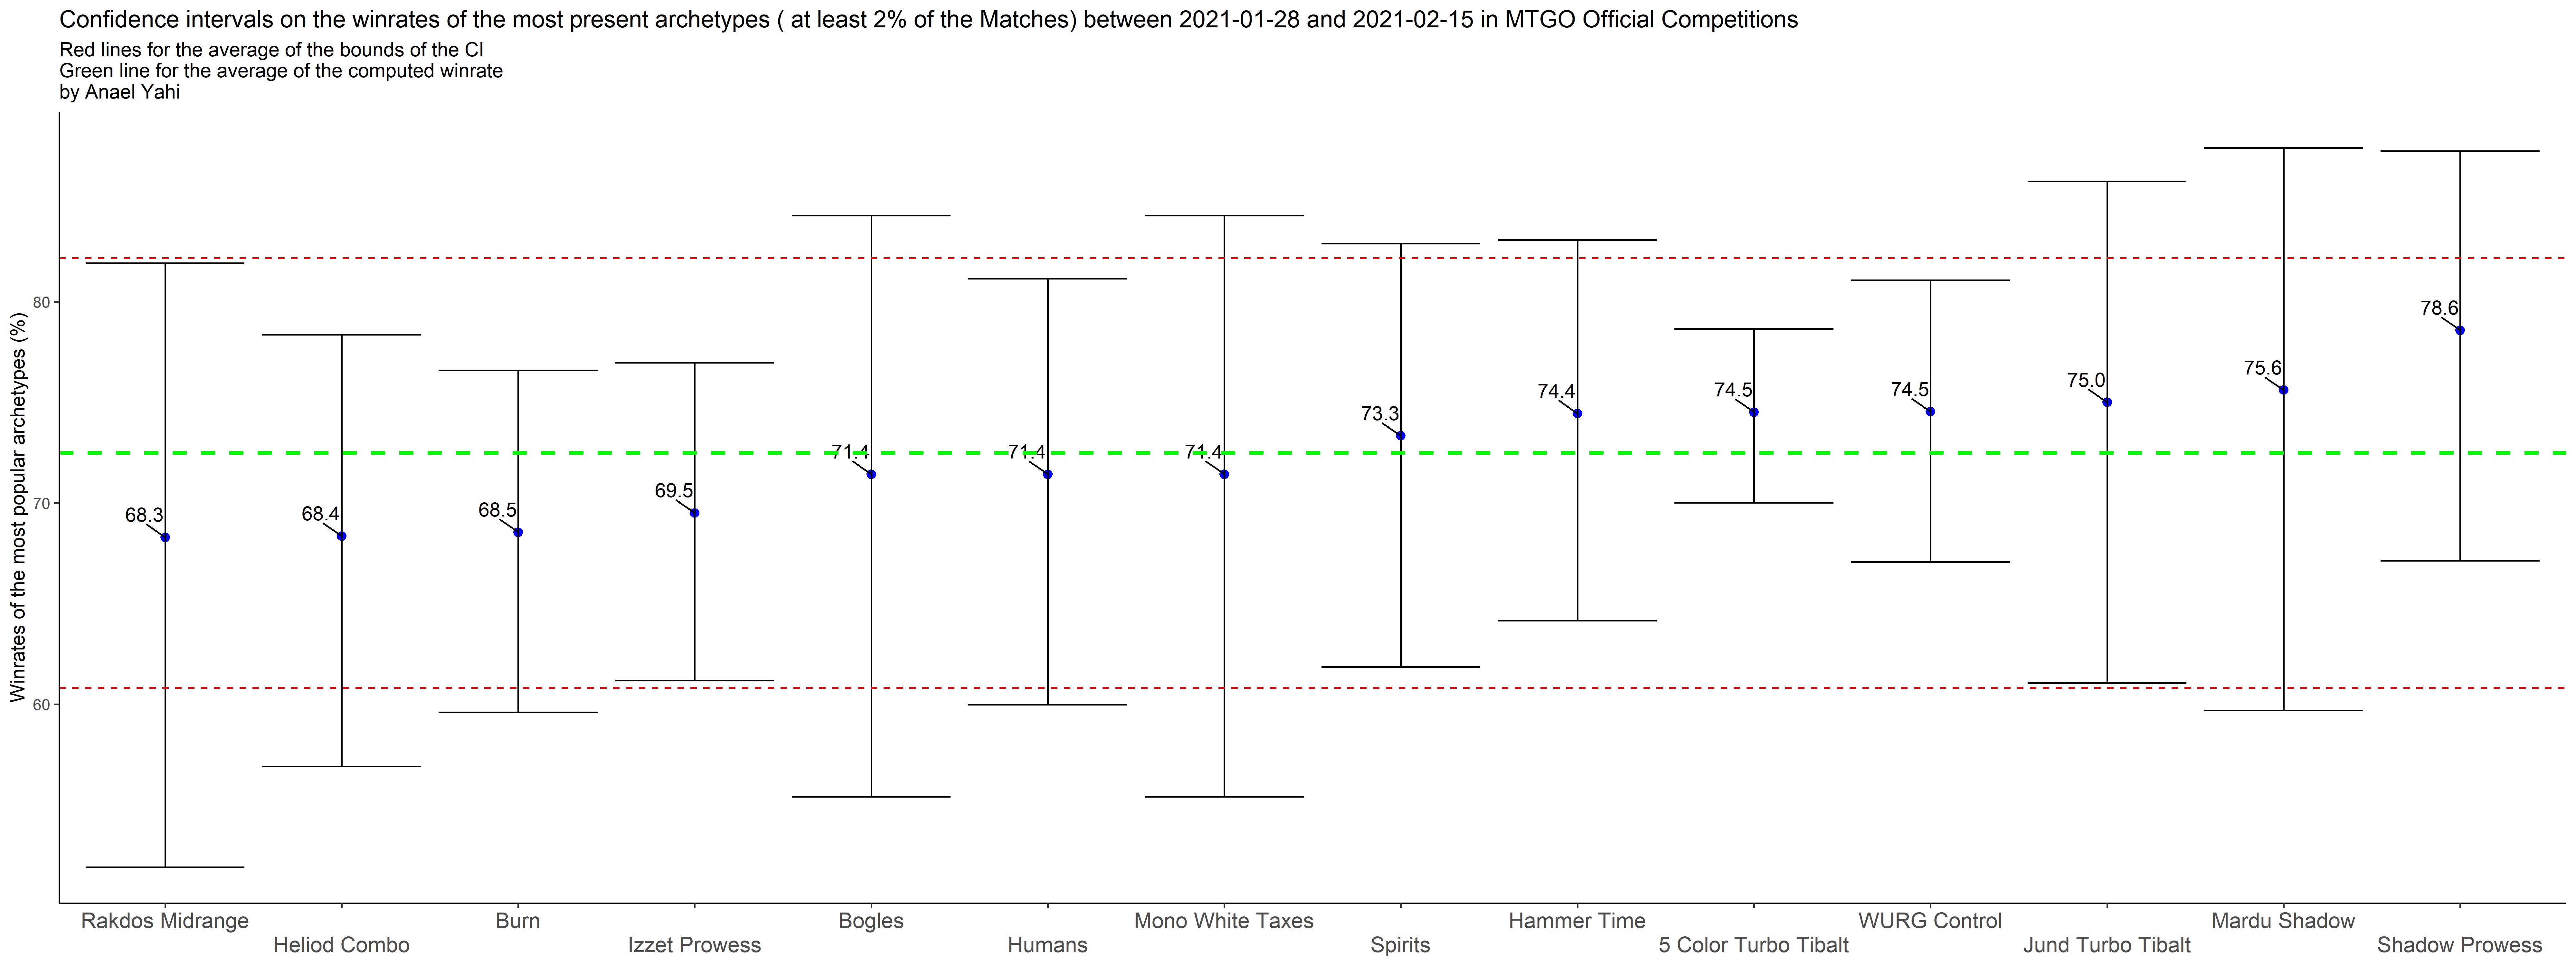 Confidence intervals on the winrates of the most present archetypes ( at least 2% of the Matches) between 2021-01-28 and 2021-02-15 in MTGO Official Competitions
Red lines for the average of the bounds of the CI
Green line for the average of the computed winrate
by Anael Yahi
Winrates of the most popular archetypes (%)
80
70
60
68.3
68.4
68.5
69.5
71.4
71.4
71.4
73.3
74.4
74.5
74.5
75.0
75.6
78.6
Rakdos Midrange
Heliod Combo
Burn
Izzet Prowess
Bogles
Humans
Mono White Taxes
Spirits
Hammer Time
5 Color Turbo Tibalt
WURG Control
Jund Turbo Tibalt
Mardu Shadow
Shadow Prowess